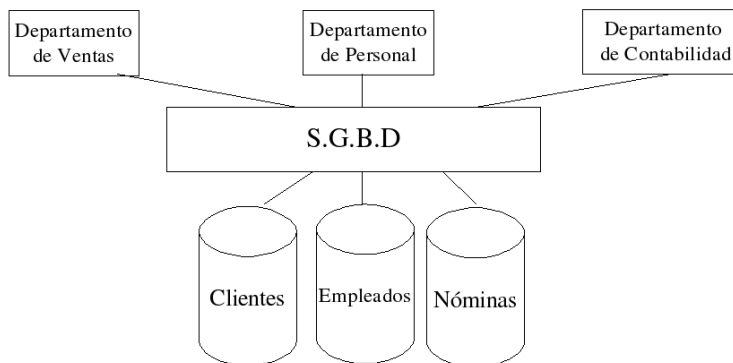 Departamento
de Ventas
Departamento
de Personal
Departamento
de Contabilidad
S.G.B.D
Clientes
Empleados
Nóminas